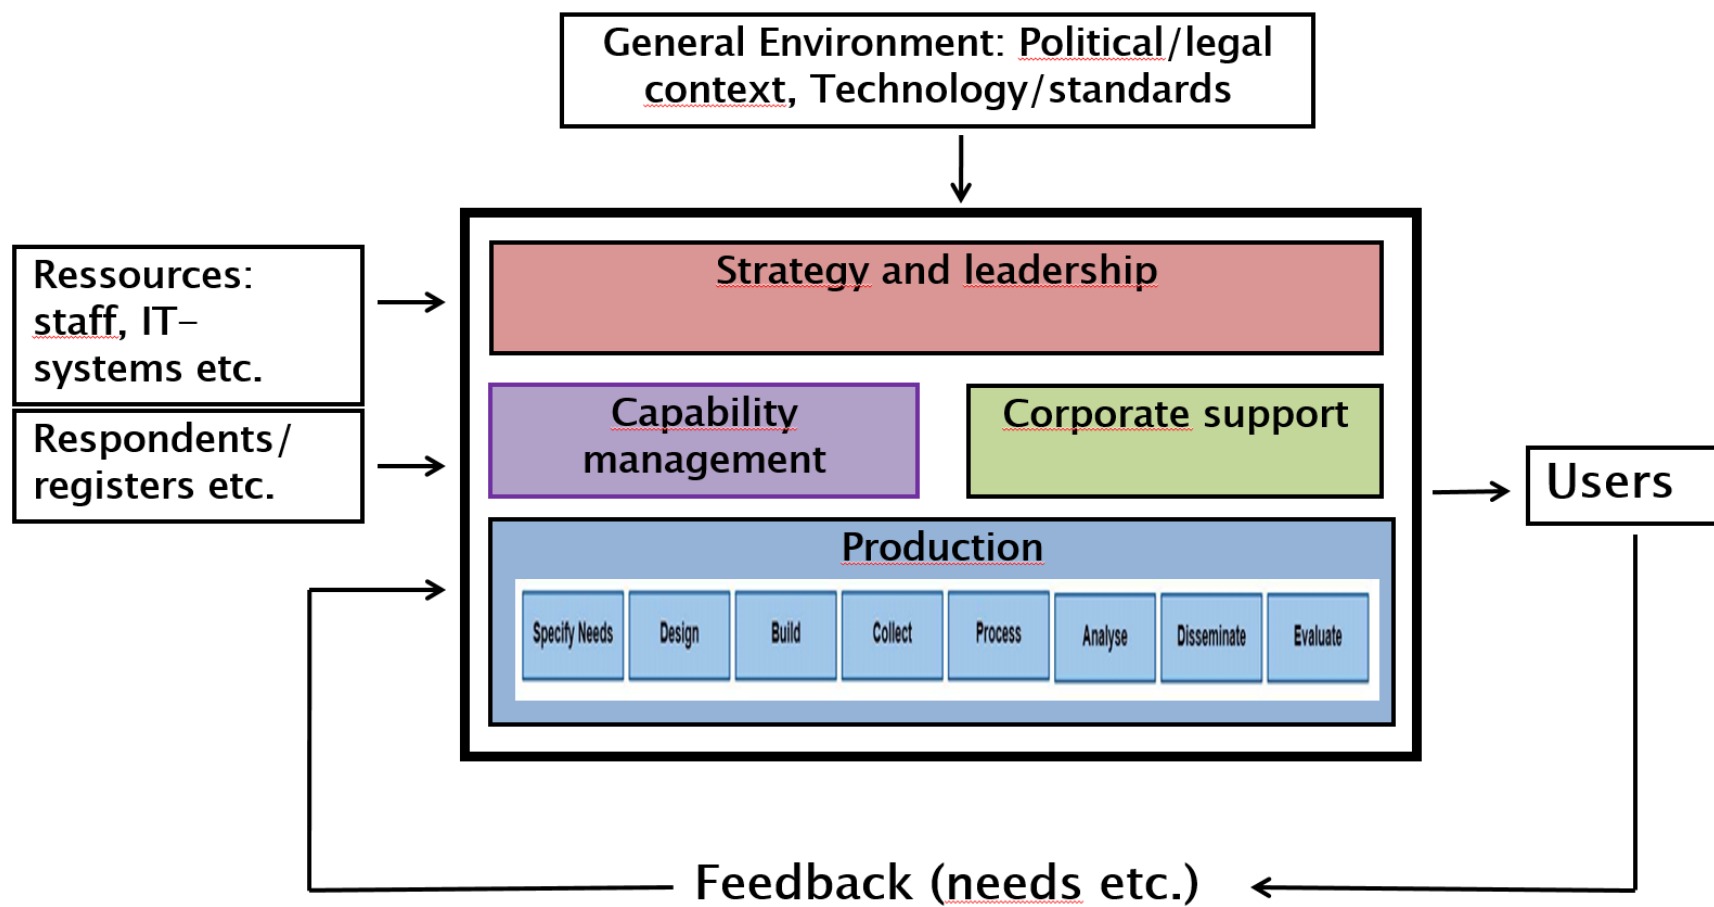 General Environment: Political/legal
context, Technology/standards
Ressources:
staff, IT-
systems etc.
Respondents/
registers etc.
Strategy and leadership
Capability
management
Corporate support
Production
Specify Needs
Design
Build
Collect
Process
Analyse
Disseminate
Evaluate
Users
Feedback (needs etc.)